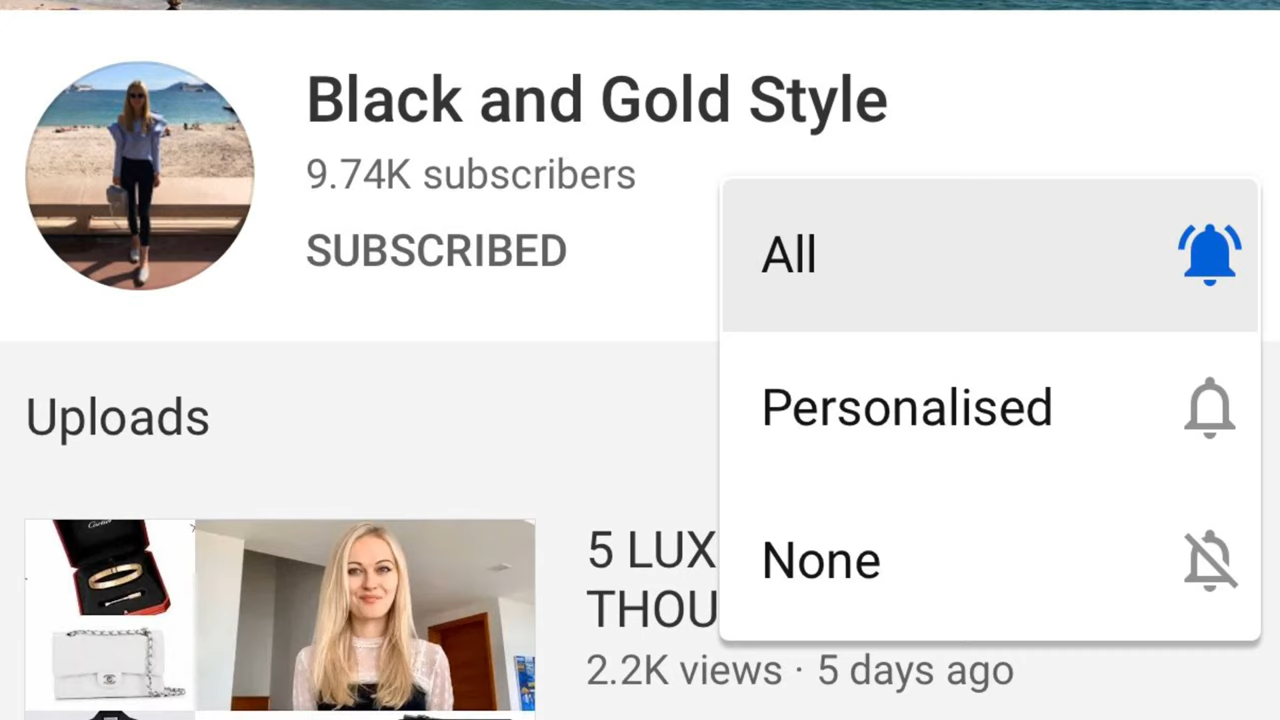 Black and Gold Style
9.74K subscribers
SUBSCRIBED
All
Personalised
None
Uploads
Cartier
5 LUX
THOU
2.2K views · 5 days ago